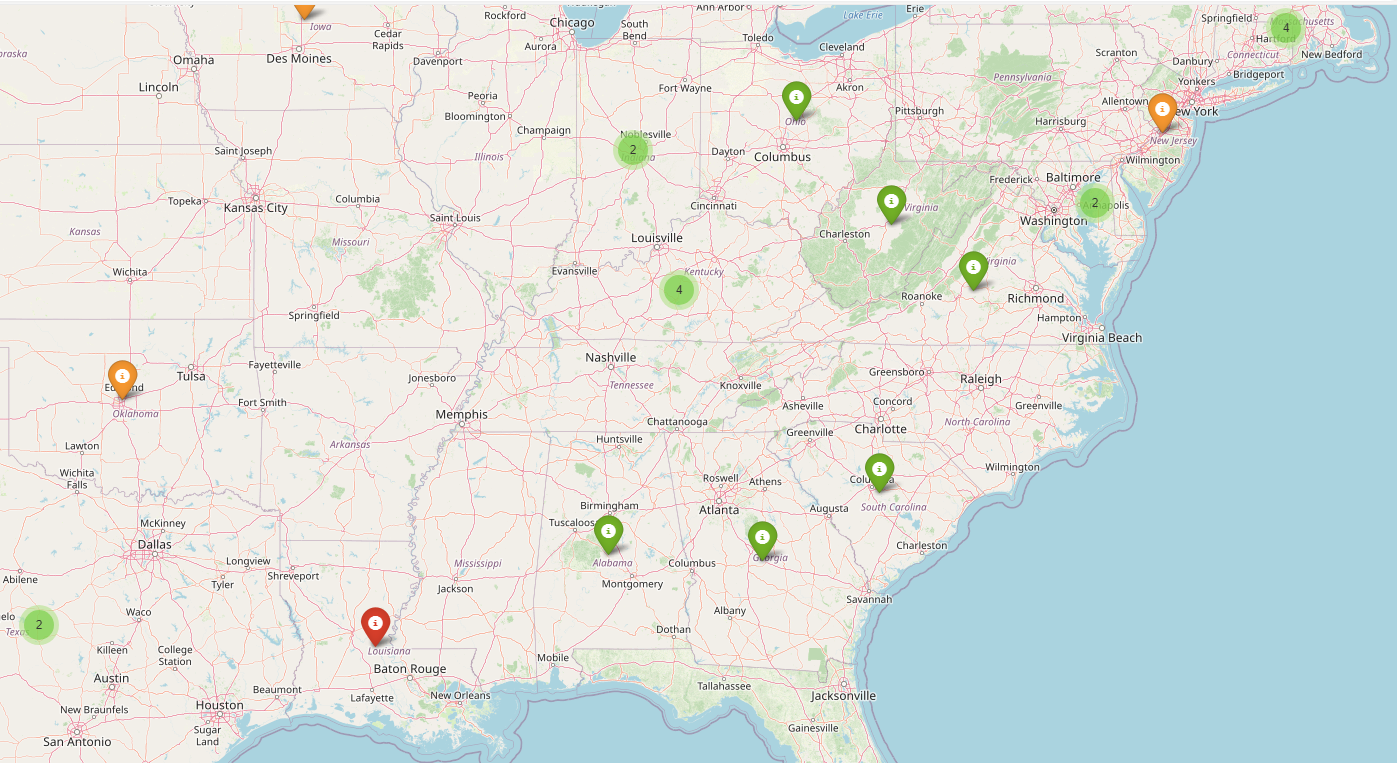 Iowa
Rockford
Chicago
South
Bend
Ann Arbor
Lake Erie
Erie
Springfield
Hartford
Connecticut
New Bedford
Cedar
Rapids
Aurora
Toledo
Cleveland
Scranton
Danbury
Omaha
Des Moines
Davenport
Pennsylvania
Bridgeport
Yonkers
Lincoln
Peoria
Fort Wayne
Akron
Allentown
New York
Bloomington
Ohio
Pittsburgh
Harrisburg
New Jersey
Champaign
Noblesville
Saint Joseph
Illinois
2
Dayton
Columbus
Wilmington
Topeka
Kansas City
Columbia
Cincinnati
Frederick
Baltimore
2
Washington
Saint Louis
Virginia
Charleston
Kansas
Missouri
Louisville
Wichita
Evansville
Kentucky
4
Roanoke
Richmond
Springfield
Hampton
Virginia Beach
Nashville
Tulsa
Fayetteville
Jonesboro
Tennessee
Knoxville
Greensboro
Raleigh
Oklahoma
Fort Smith
Memphis
Asheville
Concord
Greenville
Chattanooga
Charlotte
North Carolina
Lawton
Arkansas
Huntsville
Greenville
Wichita
Falls
Roswell
Athens
Wilmington
Birmingham
Atlanta
Augusta
South Carolina
McKinney
Dallas
Charleston
Longview
Mississippi
Alabama
Columbus
Georgia
Abilene
Tyler
Shreveport
Jackson
Montgomery
Savannah
Waco
Albany
2
Dothan
Killeen
College
Station
Louisiana
Mobile
Austin
Baton Rouge
Tallahassee
Jacksonville
Beaumont
Lafayette
New Orleans
New Braunfels
Houston
Sugar
Land
Gainesville
San Antonio
4